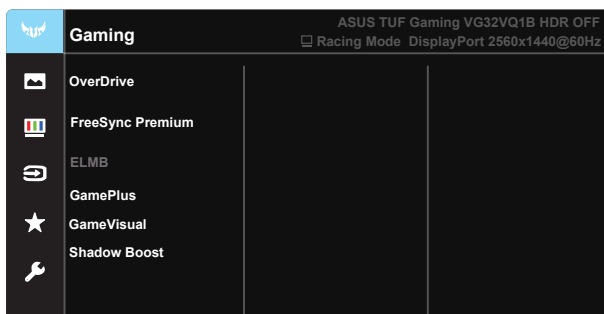 ASUS TUF Gaming VG32VQ1B HDR OFF
Gaming
Racing Mode DisplayPort 2560x1440@60Hz
OverDrive
FreeSync Premium
ELMB
GamePlus
GameVisual
Shadow Boost